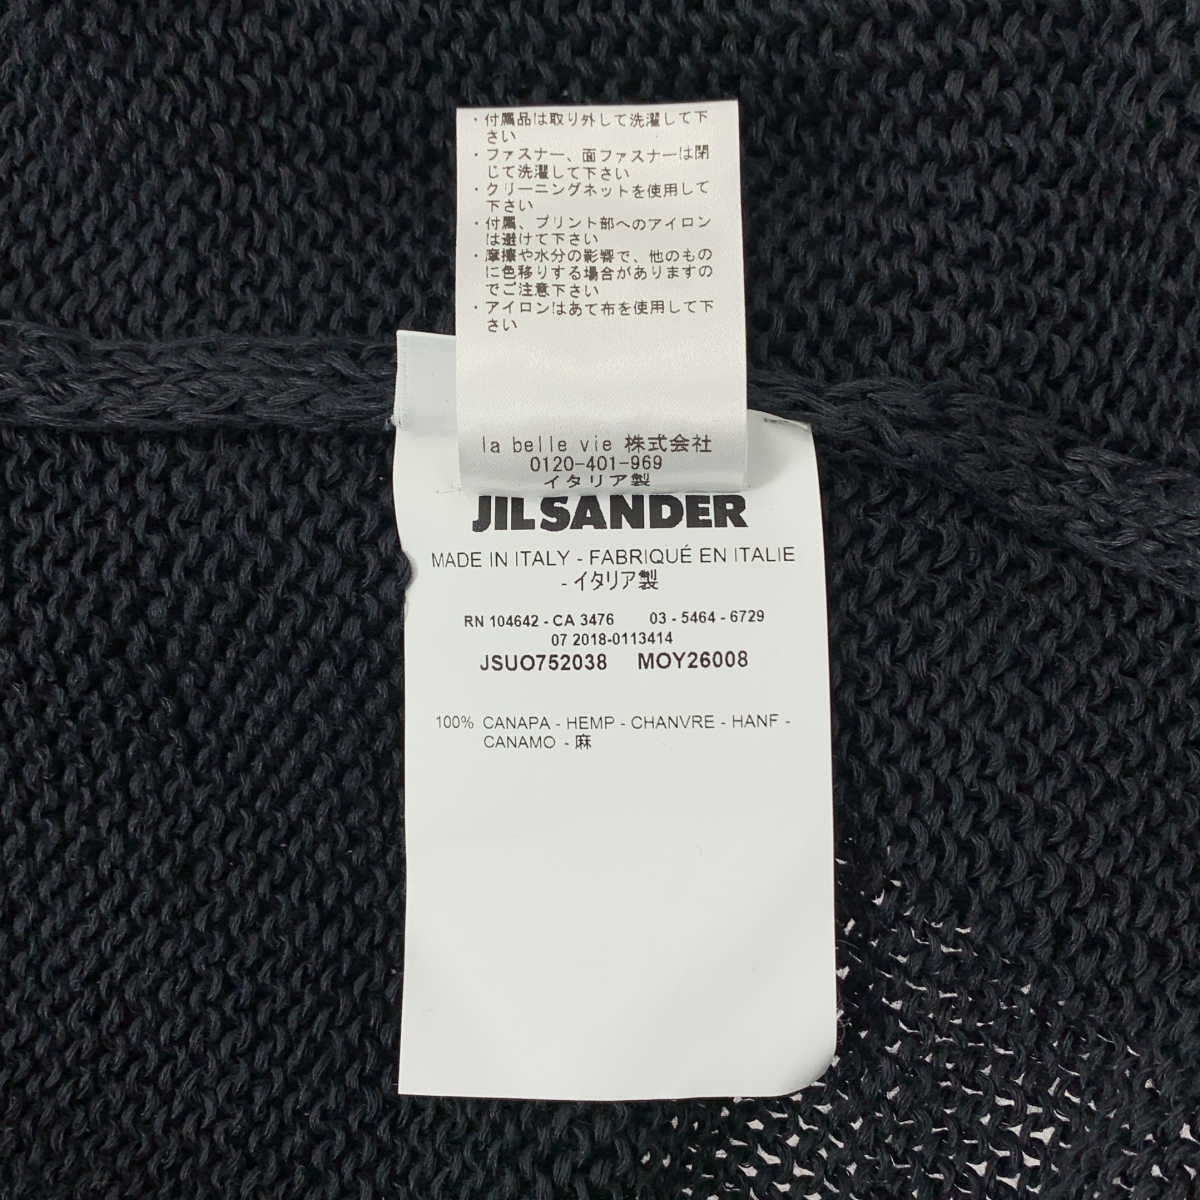 ・付属品は取り外して洗濯して下
さい
・ファスナー、面ファスナーは閉
じて洗濯して下さい
・クリーニングネットを使用して
下さい
・付属、プリント部へのアイロン
は避けて下さい
・摩擦や水分の影響で、他のもの
に色移りする場合がありますの
でご注意下さい
・アイロンはあて布を使用して下
さい
la belle vie 株式会社
0120-401-969
イタリア製
JIL SANDER
MADE IN ITALY - FABRIQUÉ EN ITALIE
- イタリア製
RN 104642 - CA 3476 03 - 5464 - 6729
07 2018-0113414
JSUO752038 MOY26008
100% CANAPA - HEMP - CHANVRE - HANF -
CANAMO - 麻